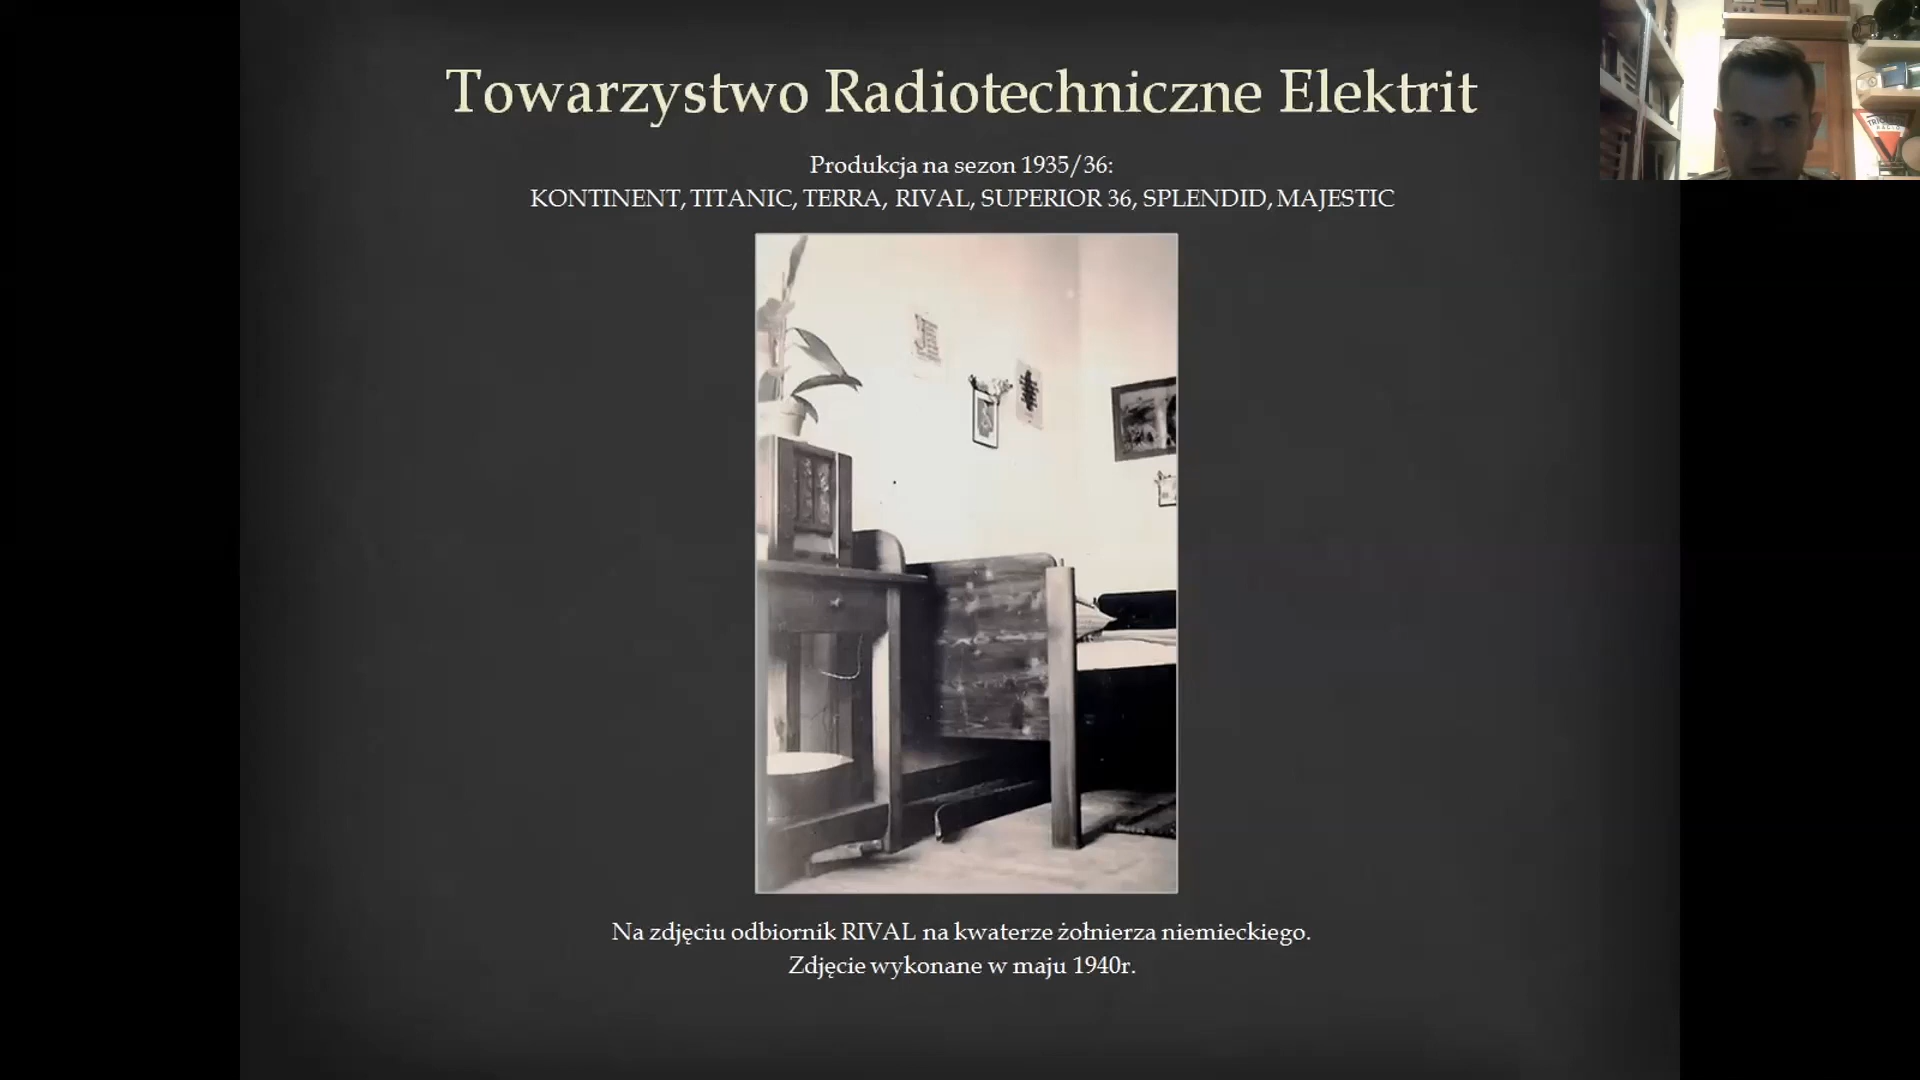 Towarzystwo Radiotechniczne Elektrit
Produkcja na sezon 1935/36:
KONTINENT, TITANIC, TERRA, RIVAL, SUPERIOR 36, SPLENDID, MAJESTIC
Na zdjęciu odbiornik RIVAL na kwaterze żołnierza niemieckiego.
Zdjęcie wykonane w maju 1940r.